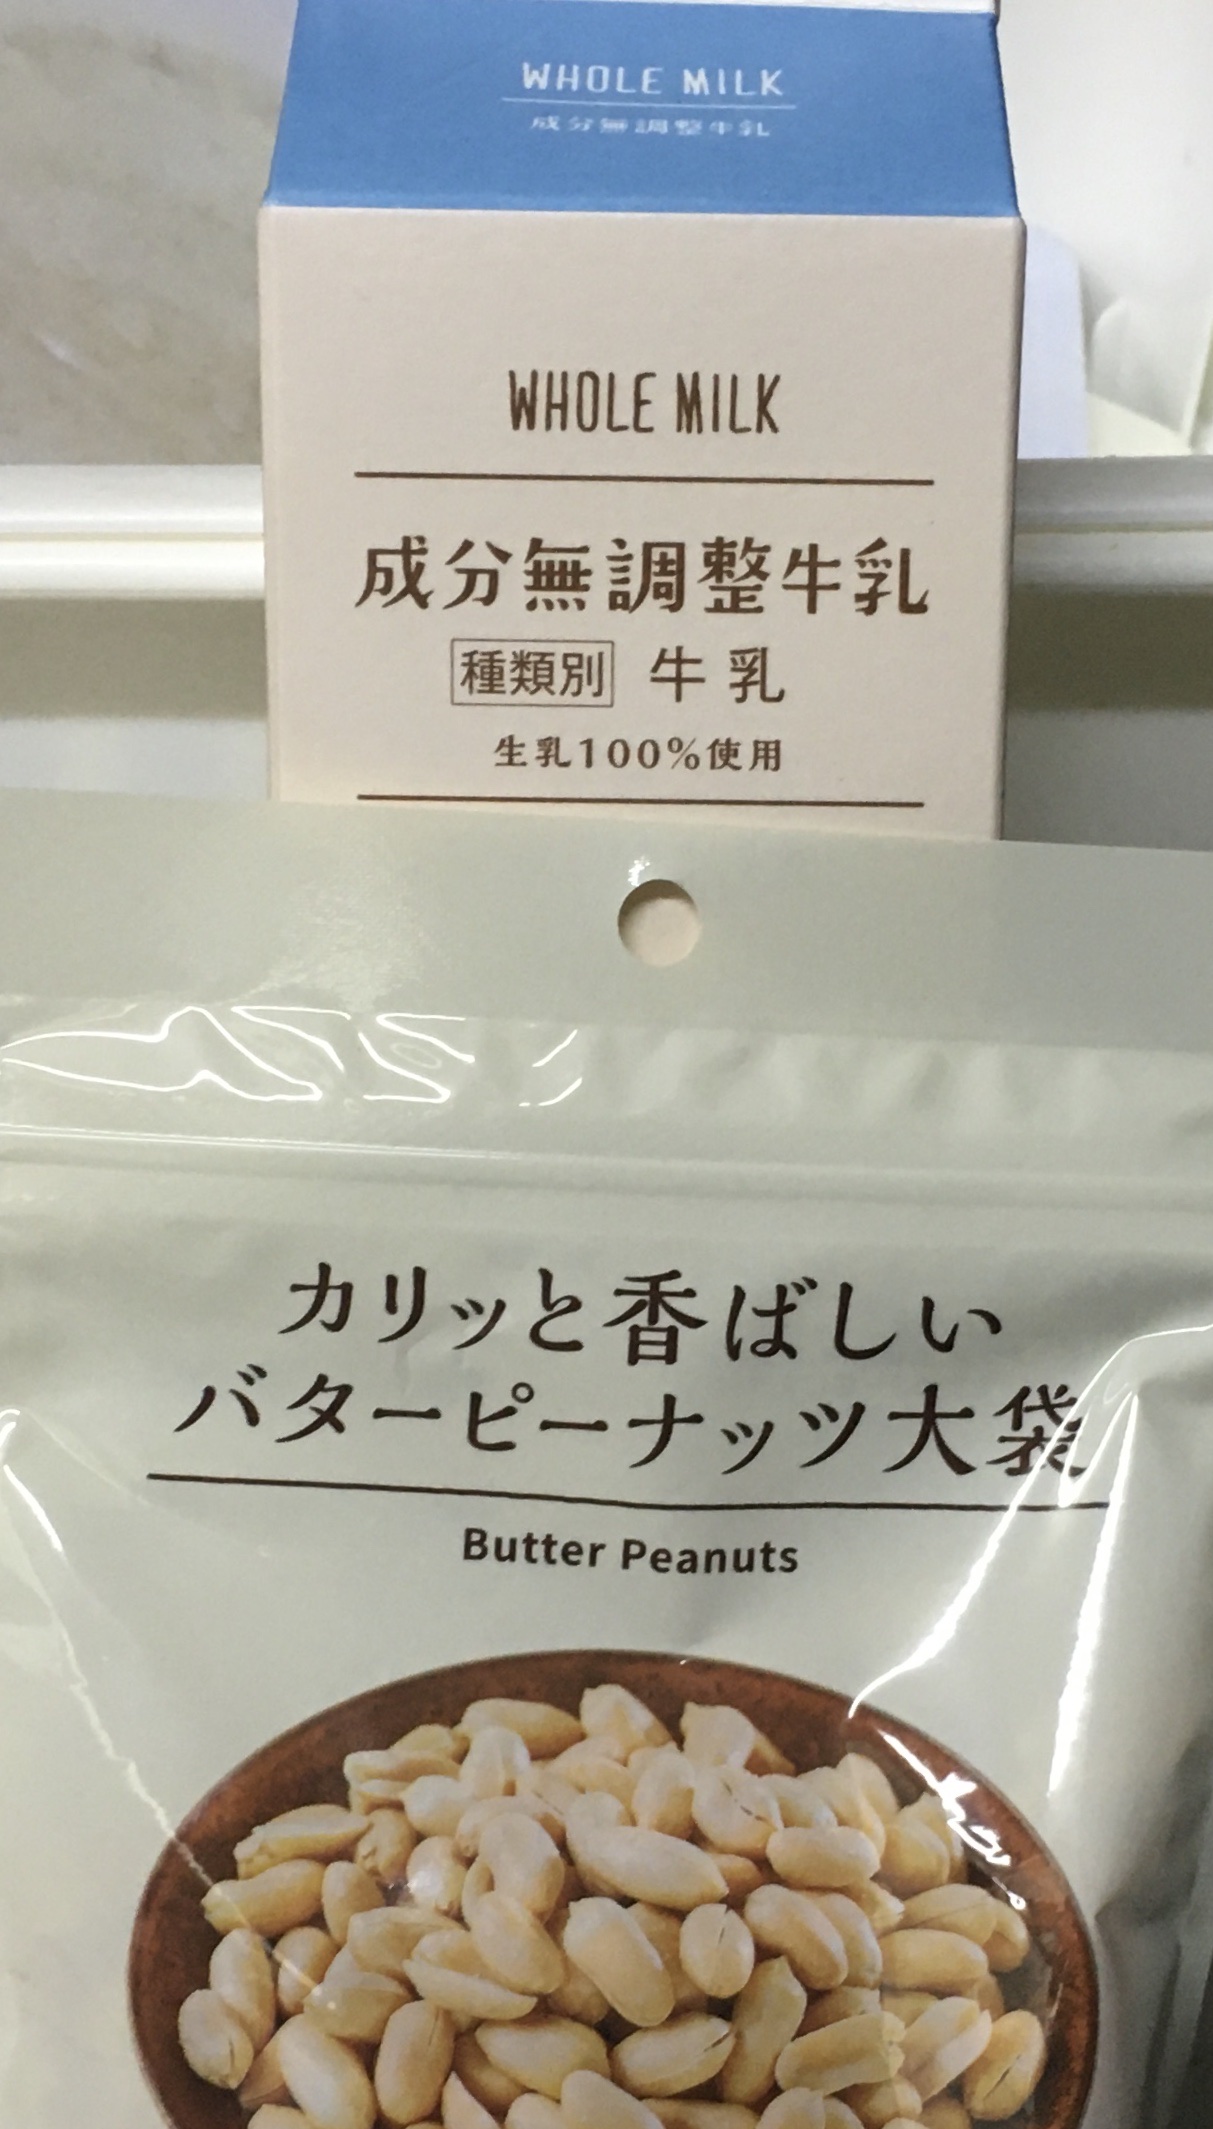 WHOLE MILK
成分無調整牛乳
WHOLE MILK
成分無調整牛乳
種類別 牛乳
生乳100%使用
カリッと香ばしい
バターピーナッツ大袋
Butter Peanuts